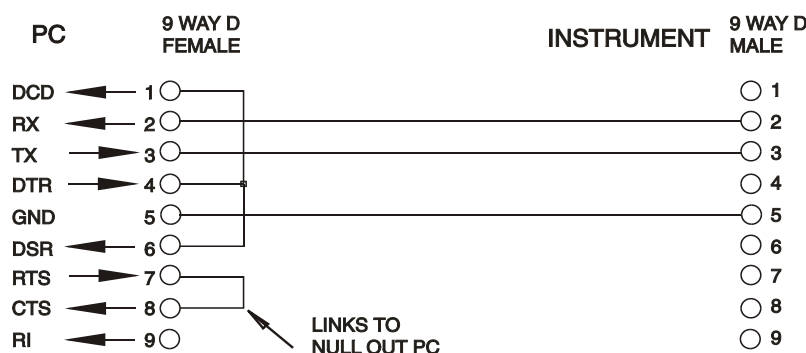 PC
9 WAY D
FEMALE
INSTRUMENT
9 WAY D
MALE
DCD 1 1
RX 2 2
TX 3 3
DTR 4 4
GND 5 5
DSR 6 6
RTS 7 7
CTS 8 8
RI 9 9
LINKS TO
NULL OUT PC